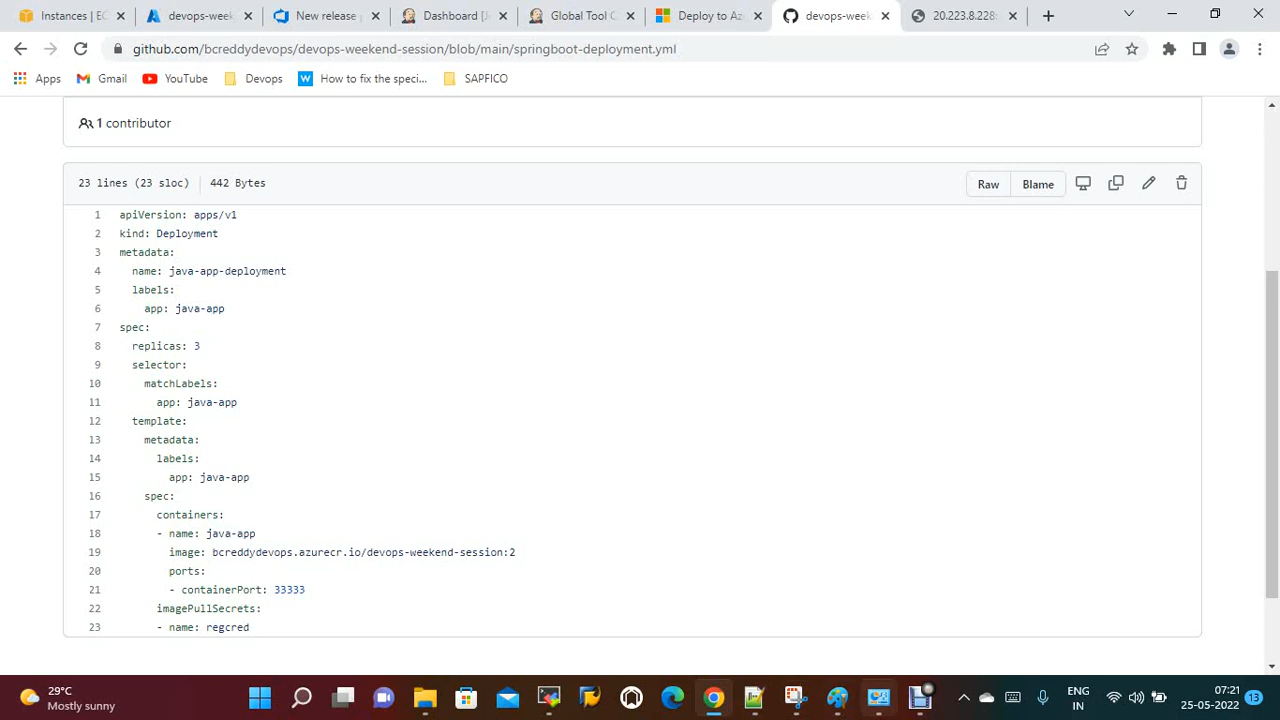 Instances | EC
devops-week
New release p
Dashboard [J
Global Tool C
Deploy to Az
devops-week
20.223.8.228:
github.com/bcreddydevops/devops-weekend-session/blob/main/springboot-deployment.yml
Apps
Gmail
YouTube
Devops
How to fix the speci...
SAPFICO
1 contributor
23 lines (23 sloc)
442 Bytes
Raw
Blame
1 apiVersion: apps/v1
2 kind: Deployment
3 metadata:
4 name: java-app-deployment
5 labels:
6 app: java-app
7 spec:
8 replicas: 3
9 selector:
10 matchLabels:
11 app: java-app
12 template:
13 metadata:
14 labels:
15 app: java-app
16 spec:
17 containers:
18 - name: java-app
19 image: bcreddydevops.azurecr.io/devops-weekend-session:2
20 ports:
21 - containerPort: 33333
22 imagePullSecrets:
23 - name: regcred
29°C
Mostly sunny
ENG
IN
07:21
25-05-2022
13